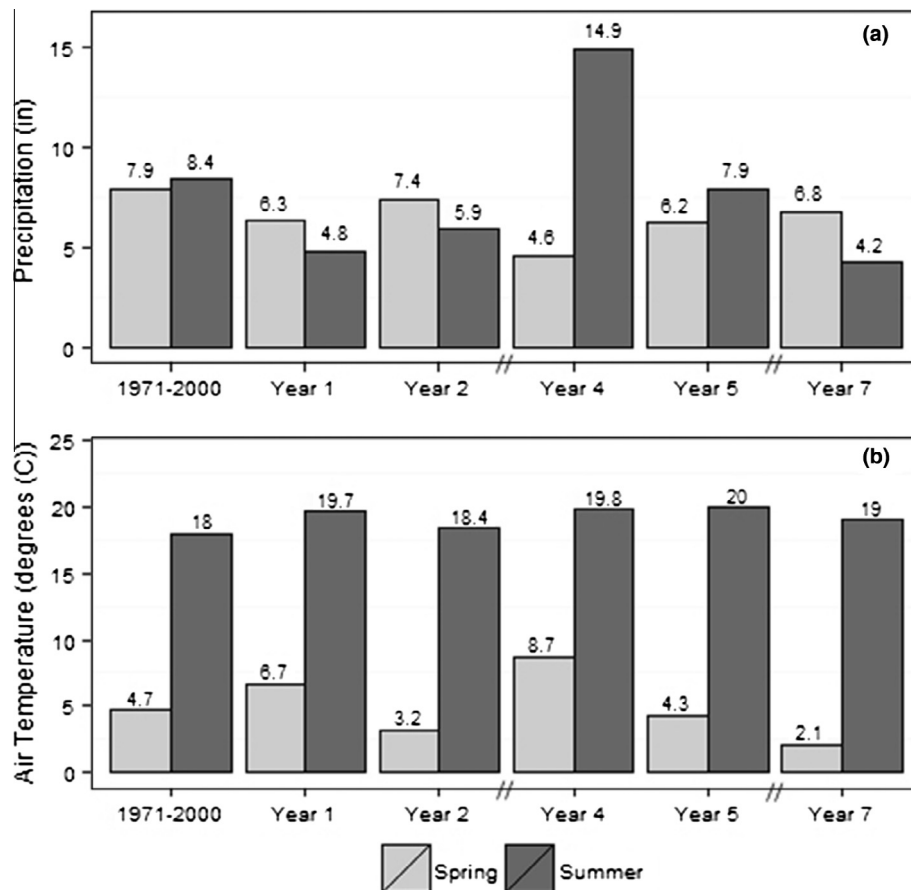 (a)
Precipitation (in)
15
10
5
0
7.9
8.4
6.3
4.8
7.4
5.9
4.6
14.9
6.2
7.9
6.8
4.2
1971-2000
Year 1
Year 2
//
Year 4
Year 5
//
Year 7
(b)
Air Temperature (degrees (C))
25
20
15
10
5
0
4.7
18
6.7
19.7
3.2
18.4
8.7
19.8
4.3
20
2.1
19
1971-2000
Year 1
Year 2
//
Year 4
Year 5
//
Year 7
Spring
Summer